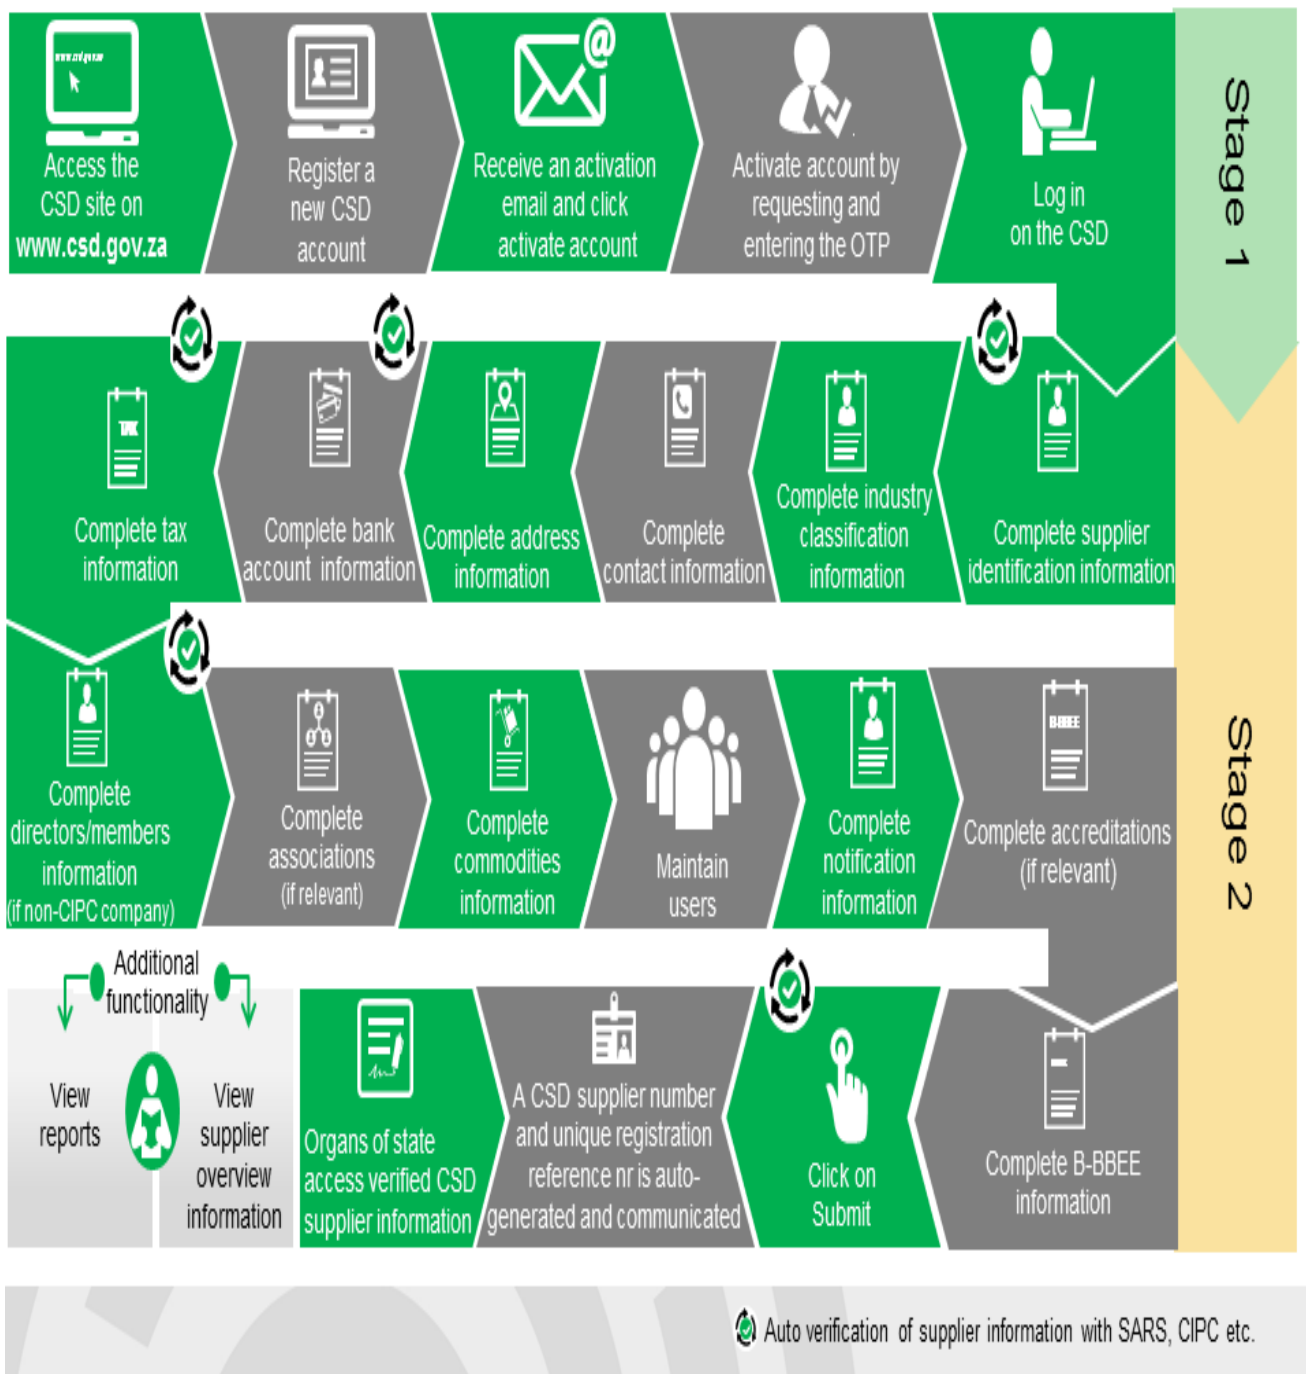 www.csd.gov.za
Access the
CSD site on
www.csd.gov.za
Register a
new CSD
account
@
Receive an activation
email and click
activate account
Activate account by
requesting and
entering the OTP
Log in
on the CSD
Stage 1
TAX
Complete tax
information
Complete bank
account information
Complete address
information
Complete
contact information
Complete industry
classification
information
Complete supplier
identification information
Complete
directors/members
information
(if non-CIPC company)
Complete
associations
(if relevant)
Complete
commodities
information
Maintain
users
Complete
notification
information
B-BBEE
Complete accreditations
(if relevant)
Stage 2
Additional
functionality
View
reports
View
supplier
overview
information
Organs of state
access verified CSD
supplier information
A CSD supplier number
and unique registration
reference nr is auto-
generated and communicated
Click on
Submit
Complete B-BBEE
information
Auto verification of supplier information with SARS, CIPC etc.